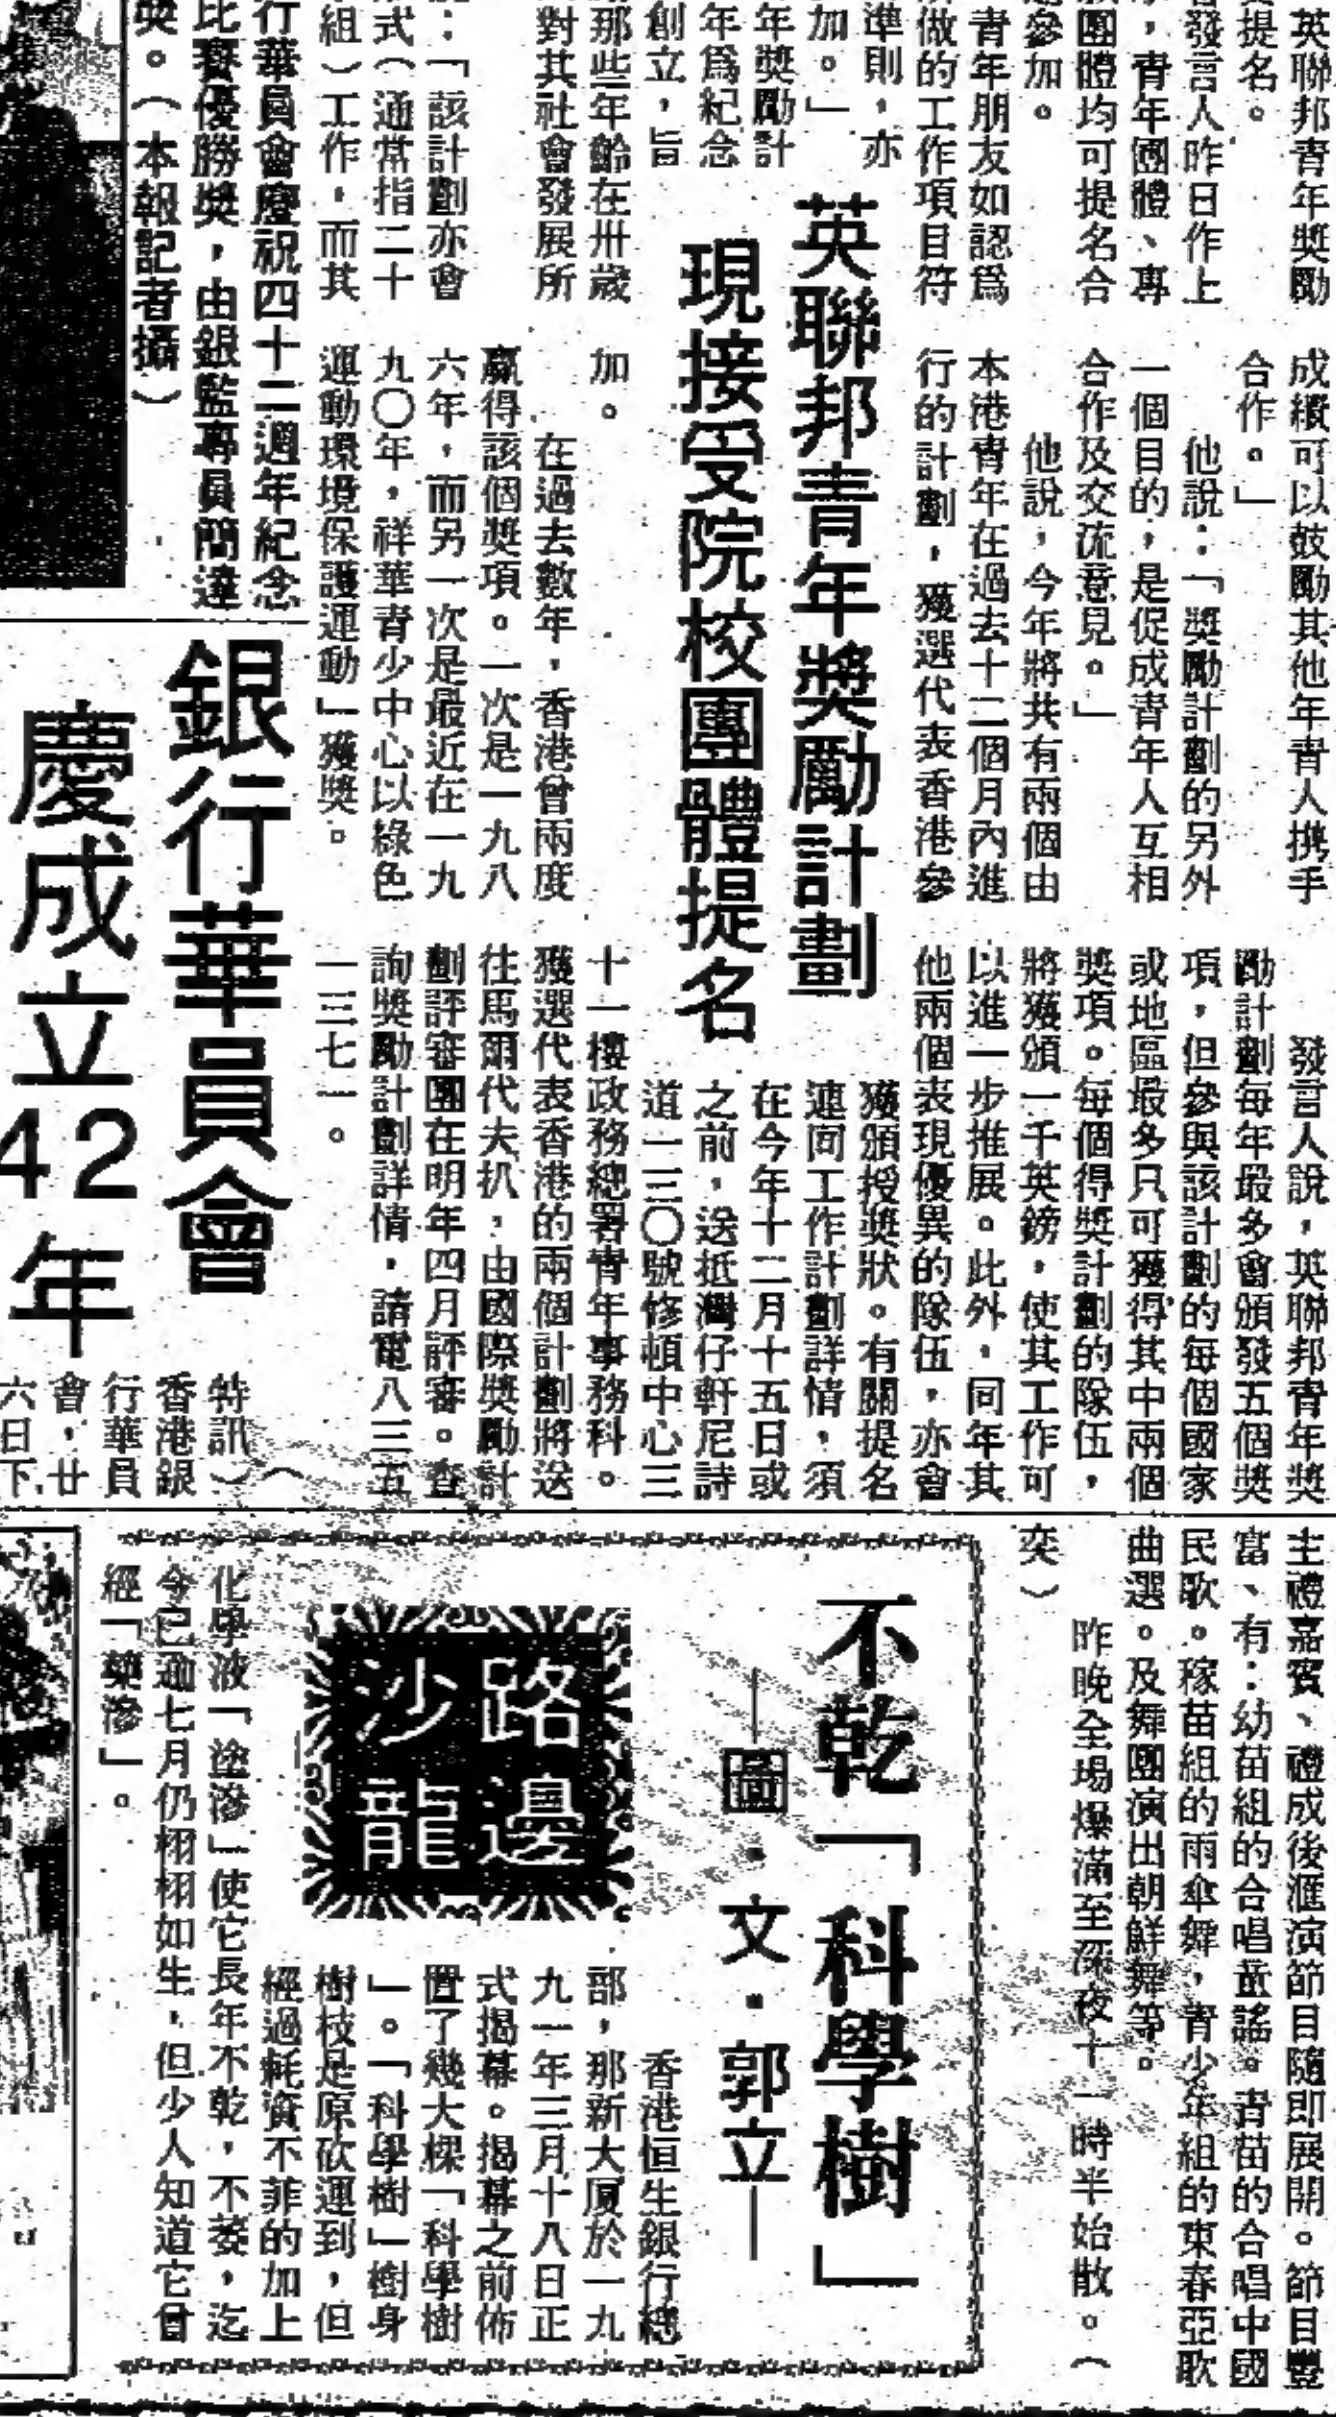 英聯邦青年獎勵計劃
現接受院校團體提名
英聯邦青年獎勵
提名。
發言人昨日作上
,青年團體、專
團體均可提名合
參加。
青年朋友如認爲
做的工作項目符
準則,亦
加。」
年獎勵計
年爲紀念
創立,旨
那些年齡在卅歲
對其社會發展所
:「該計劃亦會
式(通常指二十
組)工作,而其
成績可以鼓勵其他年青人携手
合作。」
他說:「獎勵計劃的另外
一個目的,是促成青年人互相
合作及交流意見。」
他說,今年將共有兩個由
本港青年在過去十二個月內進
行的計劃,獲選代表香港參
加。
在過去數年,香港曾兩度
贏得該個獎項。一次是一九八
六年,而另一次是最近在一九
九〇年,祥華青少中心以綠色
運動環境保護運動」獲獎。
發言人說,英聯邦青年獎
勵計劃每年最多會頒發五個獎
項,但參與該計劃的每個國家
或地區最多只可獲得其中兩個
獎項。每個得獎計劃的隊伍,
將獲頒一千英鎊,使其工作可
以進一步推展。此外,同年其
他兩個表現優異的隊伍,亦會
獲頒授獎狀。有關提名
連同工作計劃詳情,須
在今年十二月十五日或
之前,送抵灣仔軒尼詩
道一三〇號修頓中心三
十一樓政務總署青年事務科。
獲選代表香港的兩個計劃將送
往馬爾代夫扒,由國際獎勵計
劃評審團在明年四月評審。查
詢獎勵計劃詳情,請電八三五
一三七一。
行華員會慶祝四十二週年紀念
比賽優勝獎,由銀監專員簡達
英。(本報記者攝)
銀行華員會
慶成立42年
(
特訊)
香港銀
行華員
會,廿
六日下
主禮嘉賓、禮成後滙演節目隨即展開。節目豐
富、有:幼苗組的合唱童謠。青苗的合唱中國
民歌。稼苗組的雨傘舞,青少年組的東春亞歌
曲選。及舞團演出朝鮮舞等。
昨晚全場爆滿至深夜十一時半始散。(
奕)
不乾「科學樹」
—圖·文·郭立—
路邊
沙龍
香港恒生銀行總
部,那新大厦於一九
九一年三月十八日正
式揭幕。揭幕之前佈
置了幾大樑「科學樹
」。「科學樹」樹身
樹枝是原砍運到,但
經過耗資不菲的加上
化學液「塗滲」使它長年不乾,不萎,迄
今已逾七月仍栩栩如生,但少人知道它曾
經「藥滲」。